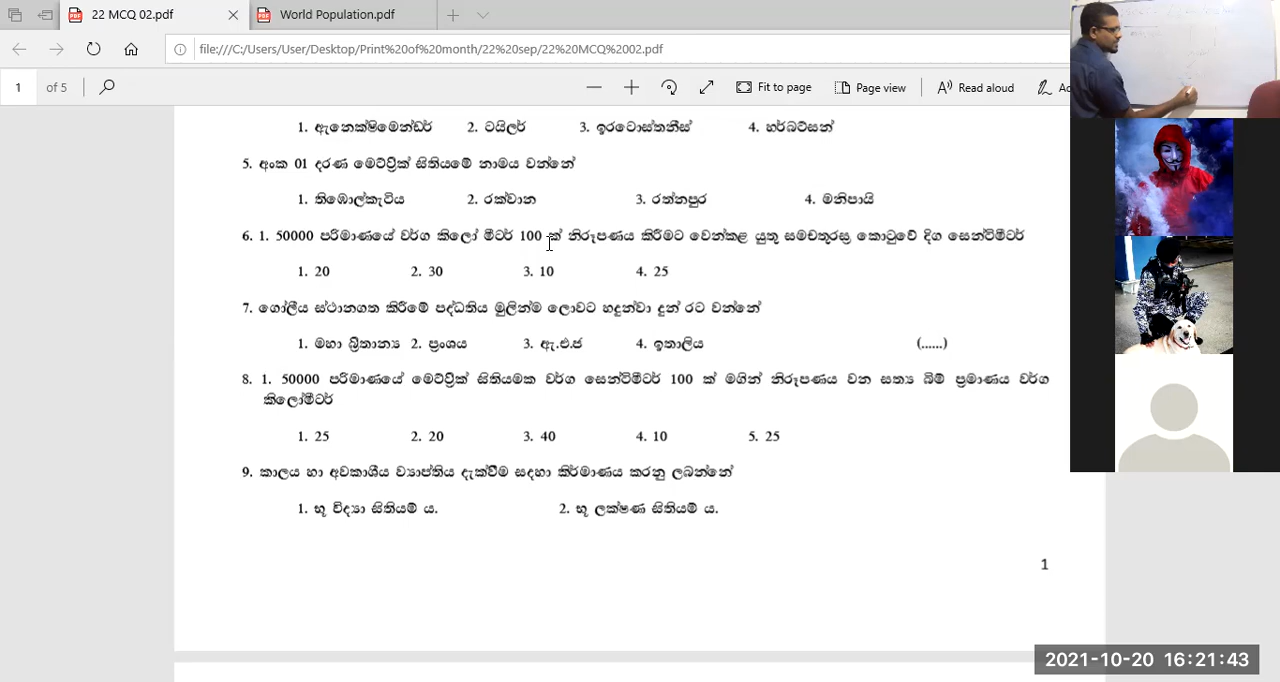 22 MCQ 02.pdf
World Population.pdf
file:///C:/Users/User/Desktop/Print%20of%20month/22%20sep/22%20MCQ%2002.pdf
1 of 5 Fit to page Page view Read aloud
1. ඇනෙක්ෂිමෙන්ඩර් 2. ටයිලර් 3. ඉරටොස්තනීස් 4. හර්බට්සන්
5. අංක 01 දරණ මෙට්ප්‍රික් සිතියමේ නාමය වන්නේ
1. තිඹොල්කැටිය 2. රක්වාන 3. රත්නපුර 4. මනිපායි
6. 1. 50000 පරිමාණයේ වර්ග කිලෝ මීටර් 100 ක් නිරූපණය කිරීමට වෙන්කළ යුතු සමචතුරස්‍ර කොටුවේ දිග සෙන්ටිමීටර්
1. 20 2. 30 3. 10 4. 25
7. ගෝලීය ස්ථානගත කිරීමේ පද්ධතිය මුලින්ම ලොවට හදුන්වා දුන් රට වන්නේ
1. මහා බ්‍රිතාන්‍ය 2. ප්‍රංශය 3. ඇ.එ.ජ 4. ඉතාලිය (......)
8. 1. 50000 පරිමාණයේ මෙට්ප්‍රික් සිතියමක වර්ග සෙන්ටිමීටර් 100 ක් මගින් නිරූපණය වන සත්‍ය බිම් ප්‍රමාණය වර්ග
කිලෝමීටර්
1. 25 2. 20 3. 40 4. 10 5. 25
9. කාලය හා අවකාශීය ව්‍යාප්තිය දැක්වීම සඳහා කිර්මාණය කරනු ලබන්නේ
1. භූ විද්‍යා සිතියම් ය. 2. භූ ලක්ෂණ සිතියම් ය.
1
2021-10-20 16:21:43